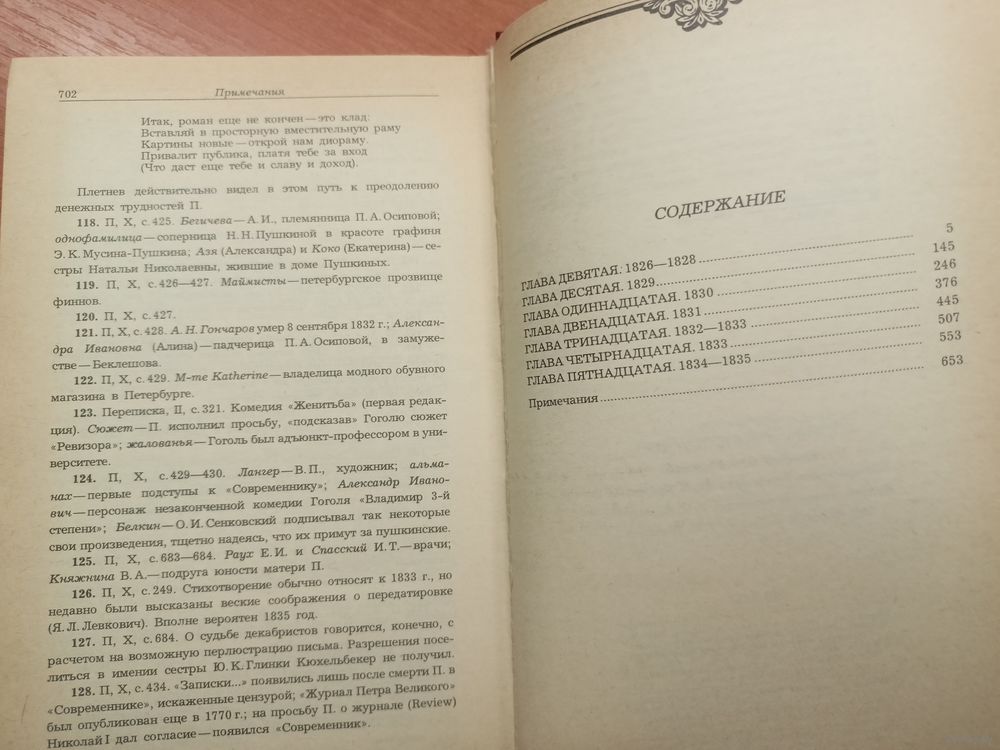 702
Примечания
Итак, роман еще не кончен — это клад:
Вставляй в просторную вместительную раму
Картины новые — открой нам диораму.
Привалит публика, платя тебе за вход
(Что даст еще тебе и славу и доход).
Плетнев действительно видел в этом путь к преодолению
денежных трудностей П.
118. П, X, с. 425. Бегичева — А. И., племянница П. А. Осиповой;
однофамилица — соперница Н. Н. Пушкиной в красоте графиня
Э. К. Мусина-Пушкина; Азя (Александра) и Коко (Екатерина) — се-
стры Натальи Николаевны, жившие в доме Пушкиных.
119. П, X, с. 426—427. Маймисты — петербургское прозвище
финнов.
120. П, X, с. 427.
121. П, X, с. 428. А. Н. Гончаров умер 8 сентября 1832 г.; Алексан-
дра Ивановна (Алина) — падчерица П. А. Осиповой, в замуже-
стве — Беклешова.
122. П, X, с. 429. M-me Katherine — владелица модного обувного
магазина в Петербурге.
123. Переписка, II, с. 321. Комедия «Женитьба» (первая редак-
ция). Сюжет — П. исполнил просьбу, «подсказав» Гоголю сюжет
«Ревизора»; жалованья — Гоголь был адъюнкт-профессором в уни-
верситете.
124. П, X, с. 429—430. Лангер — В. П., художник; альма-
нах — первые подступы к «Современнику»; Александр Ивано-
вич — персонаж незаконченной комедии Гоголя «Владимир 3-й
степени»; Белкин — О. И. Сенковский подписывал так некоторые
свои произведения, тщетно надеясь, что их примут за пушкинские.
125. П, X, с. 683—684. Раух Е. И. и Спасский И. Т. — врачи;
Княжнина В. А. — подруга юности матери П.
126. П, X, с. 249. Стихотворение обычно относят к 1833 г., но
недавно были высказаны веские соображения о передатировке
(Я. Л. Левкович). Вполне вероятен 1835 год.
127. П, X, с. 684. О судьбе декабристов говорится, конечно, с
расчетом на возможную перлюстрацию письма. Разрешения посе-
литься в имении сестры Ю. К. Глинки Кюхельбекер не получил.
128. П, X, с. 434. «Записки...» появились лишь после смерти П. в
«Современнике», искаженные цензурой; «Журнал Петра Великого»
был опубликован еще в 1770 г.; на просьбу П. о журнале (Review)
Николай I дал согласие — появился «Современник».
СОДЕРЖАНИЕ
ГЛАВА ДЕВЯТАЯ. 1826—1828 5
ГЛАВА ДЕСЯТАЯ. 1829 145
ГЛАВА ОДИННАДЦАТАЯ. 1830 246
ГЛАВА ДВЕНАДЦАТАЯ. 1831 376
ГЛАВА ТРИНАДЦАТАЯ. 1832—1833 445
ГЛАВА ЧЕТЫРНАДЦАТАЯ. 1833 507
ГЛАВА ПЯТНАДЦАТАЯ. 1834—1835 553
Примечания 653